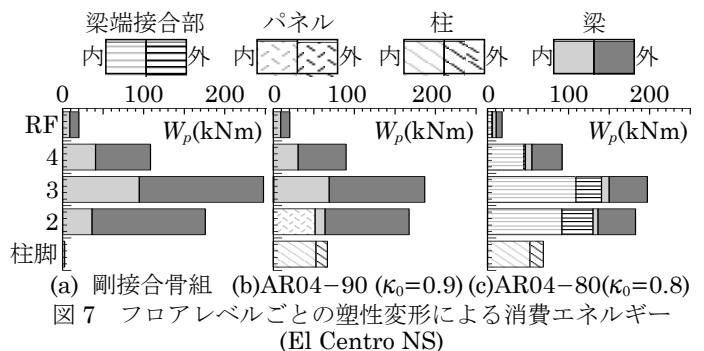 梁端接合部 パネル 柱 梁
内 外 内 外 内 外 内 外
0 100 200 0 100 200 0 100 200
RF Wp(kNm) Wp(kNm) Wp(kNm)
4
3
2
柱脚
(a) 剛接合骨組 (b)AR04−90 (κ0=0.9) (c)AR04−80(κ0=0.8)
図 7 フロアレベルごとの塑性変形による消費エネルギー
(El Centro NS)